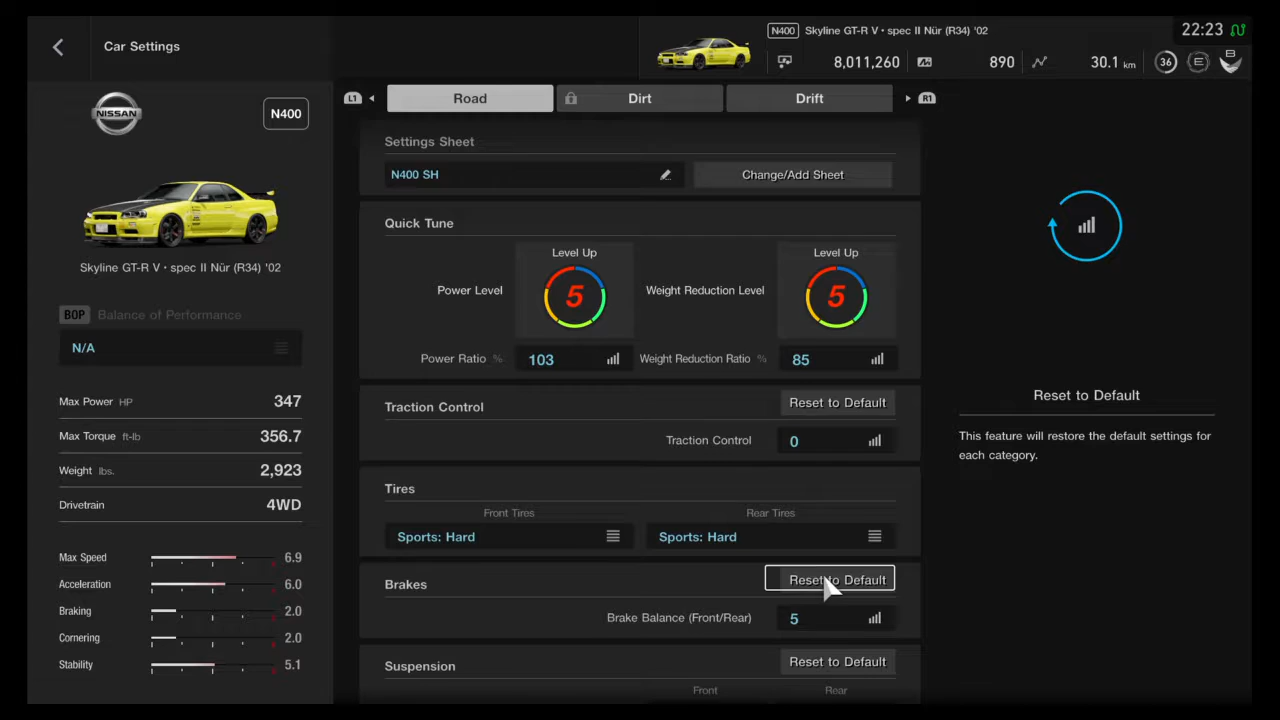 Car Settings
N400 Skyline GT-R V・spec II Nür (R34) '02
22:23
8,011,260
890
30.1 km
36
E
B
NISSAN
N400
Skyline GT-R V・spec II Nür (R34) '02
BOP Balance of Performance
N/A
Max Power HP 347
Max Torque ft-lb 356.7
Weight lbs. 2,923
Drivetrain 4WD
Max Speed 6.9
Acceleration 6.0
Braking 2.0
Cornering 2.0
Stability 5.1
L1 Road Dirt Drift R1
Settings Sheet
N400 SH Change/Add Sheet
Quick Tune
Level Up Level Up
Power Level 5 Weight Reduction Level 5
Power Ratio % 103 Weight Reduction Ratio % 85
Traction Control Reset to Default
Traction Control 0
Tires
Front Tires Rear Tires
Sports: Hard Sports: Hard
Brakes Reset to Default
Brake Balance (Front/Rear) 5
Suspension Reset to Default
Front Rear
Reset to Default
This feature will restore the default settings for
each category.